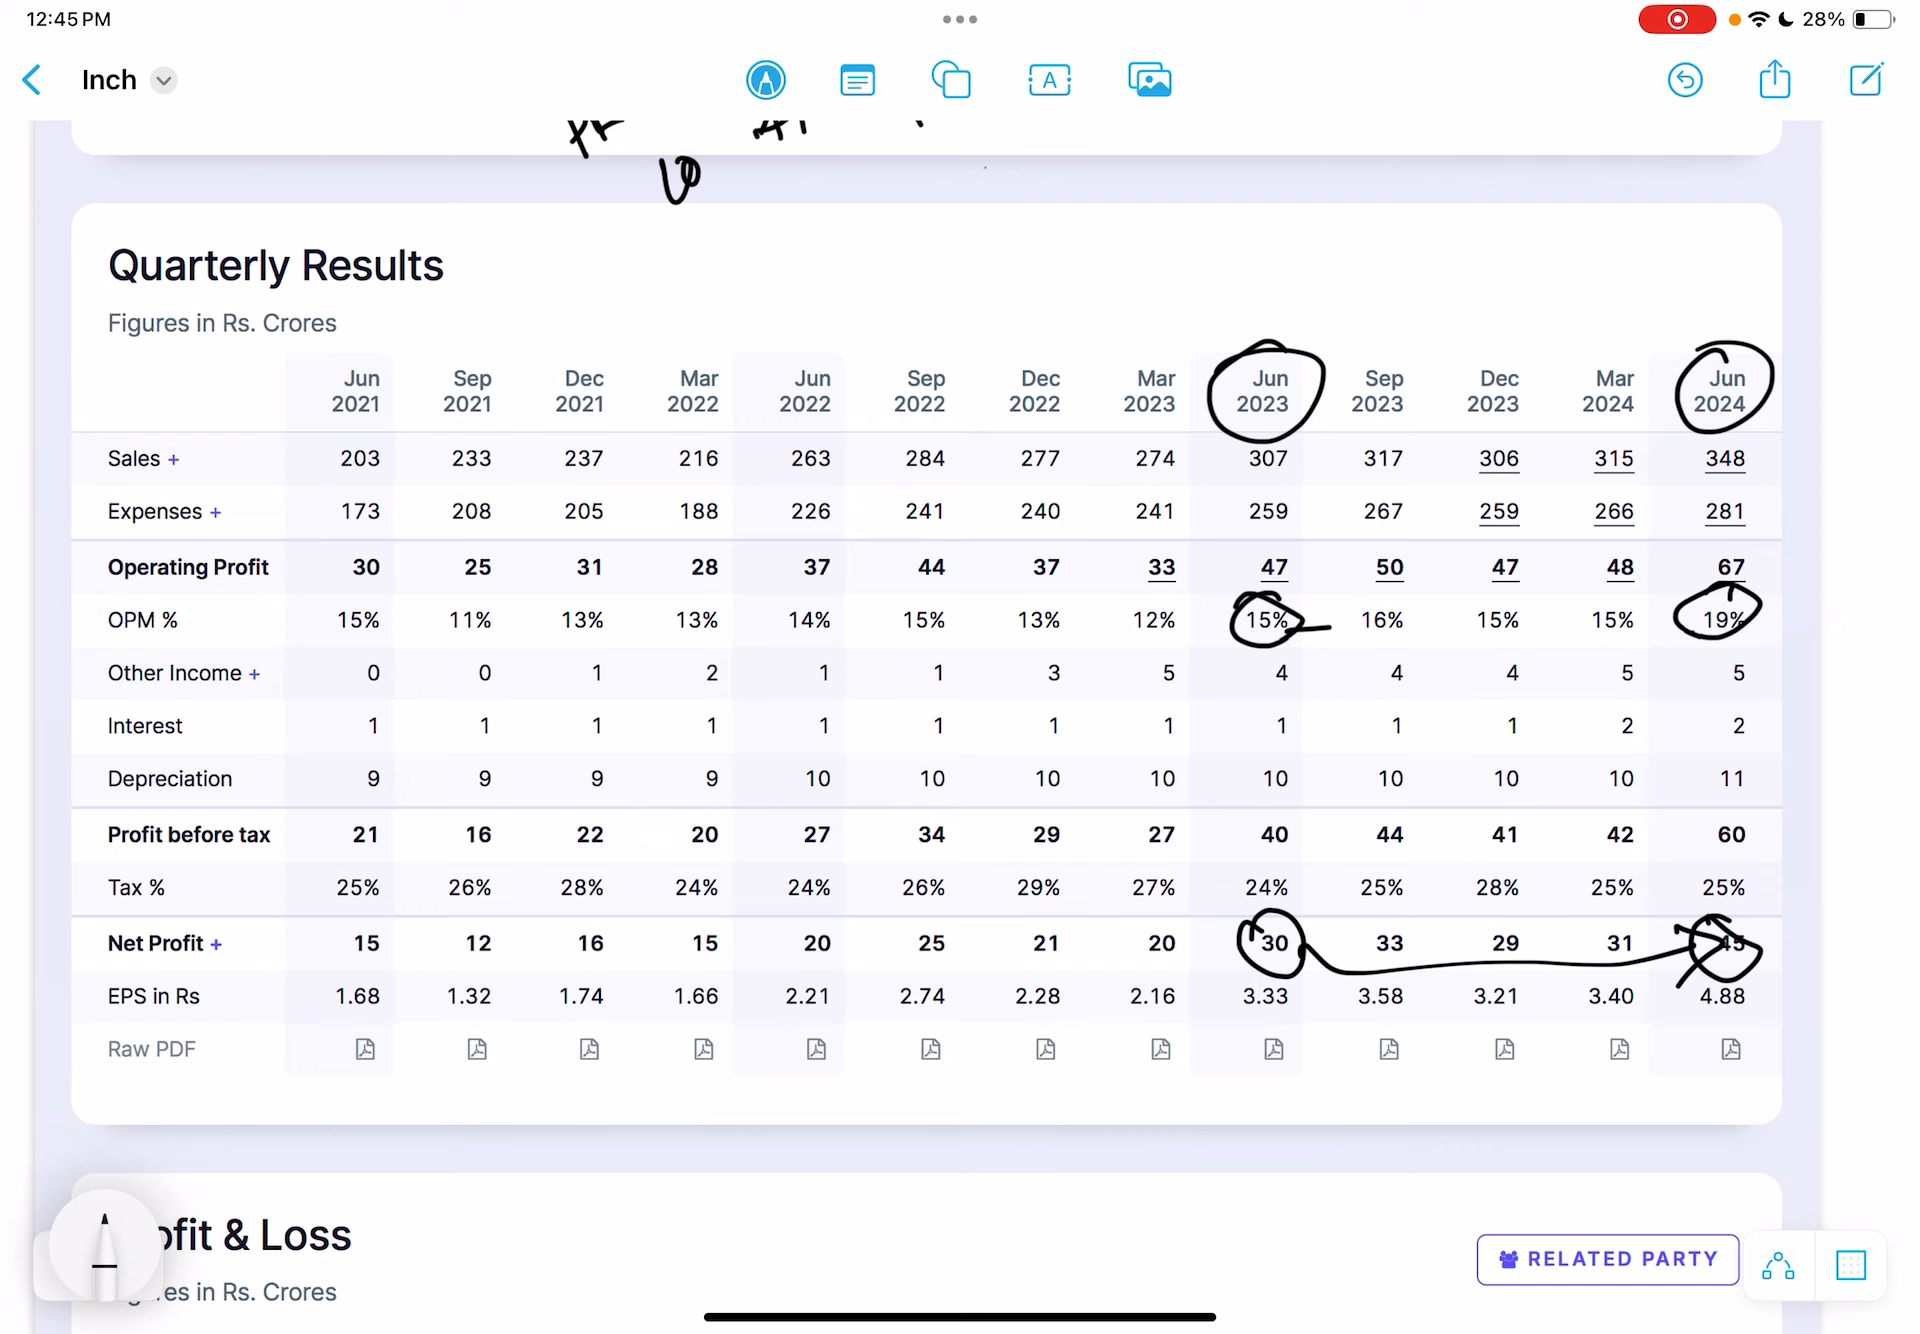 12:45 PM
28%
Inch
A
Quarterly Results
Figures in Rs. Crores
Jun 2021 Sep 2021 Dec 2021 Mar 2022 Jun 2022 Sep 2022 Dec 2022 Mar 2023 Jun 2023 Sep 2023 Dec 2023 Mar 2024 Jun 2024
Sales + 203 233 237 216 263 284 277 274 307 317 306 315 348
Expenses + 173 208 205 188 226 241 240 241 259 267 259 266 281
Operating Profit 30 25 31 28 37 44 37 33 47 50 47 48 67
OPM % 15% 11% 13% 13% 14% 15% 13% 12% 15% 16% 15% 15% 19%
Other Income + 0 0 1 2 1 1 3 5 4 4 4 5 5
Interest 1 1 1 1 1 1 1 1 1 1 1 2 2
Depreciation 9 9 9 9 10 10 10 10 10 10 10 10 11
Profit before tax 21 16 22 20 27 34 29 27 40 44 41 42 60
Tax % 25% 26% 28% 24% 24% 26% 29% 27% 24% 25% 28% 25% 25%
Net Profit + 15 12 16 15 20 25 21 20 30 33 29 31 45
EPS in Rs 1.68 1.32 1.74 1.66 2.21 2.74 2.28 2.16 3.33 3.58 3.21 3.40 4.88
Raw PDF
ofit & Loss
RELATED PARTY
es in Rs. Crores